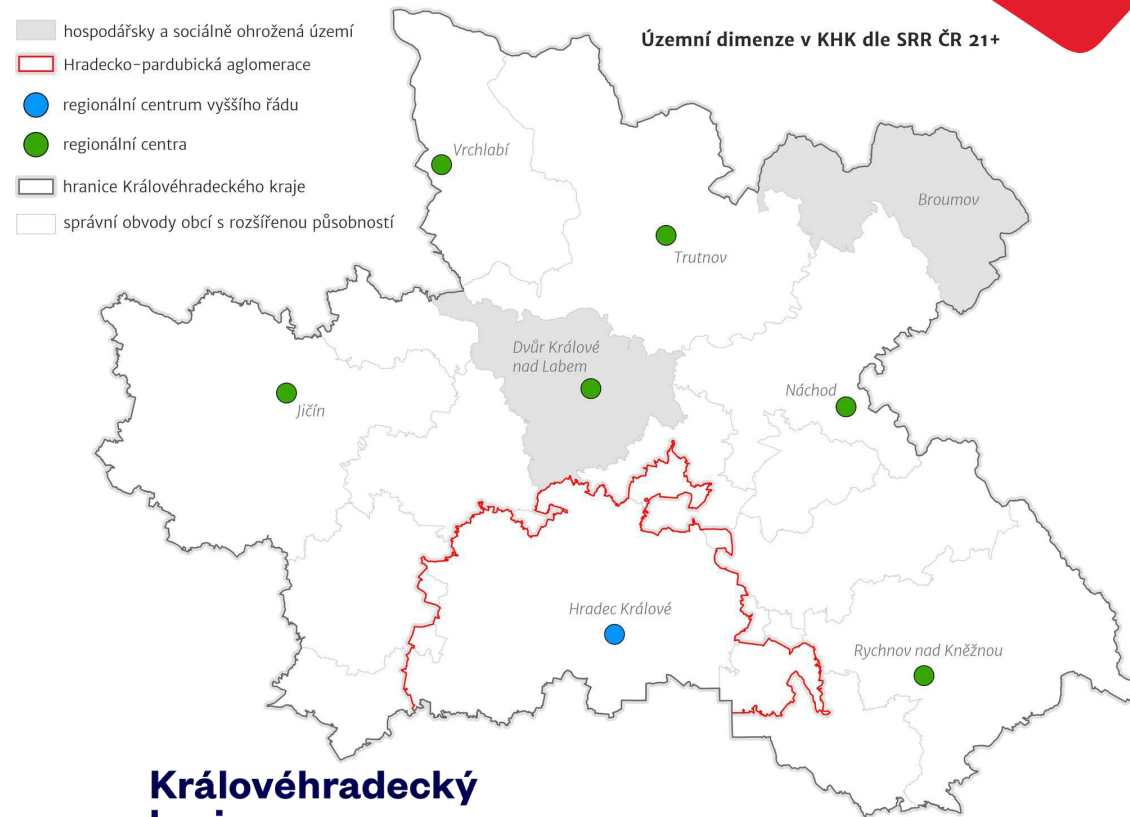 hospodářsky a sociálně ohrožená území
Územní dimenze v KHK dle SRR ČR 21+
Hradecko-pardubická aglomerace
regionální centrum vyššího řádu
regionální centra
hranice Královéhradeckého kraje
správní obvody obcí s rozšířenou působností
Vrchlabí
Broumov
Trutnov
Dvůr Králové
nad Labem
Náchod
Jičín
Hradec Králové
Rychnov nad Kněžnou
Královéhradecký